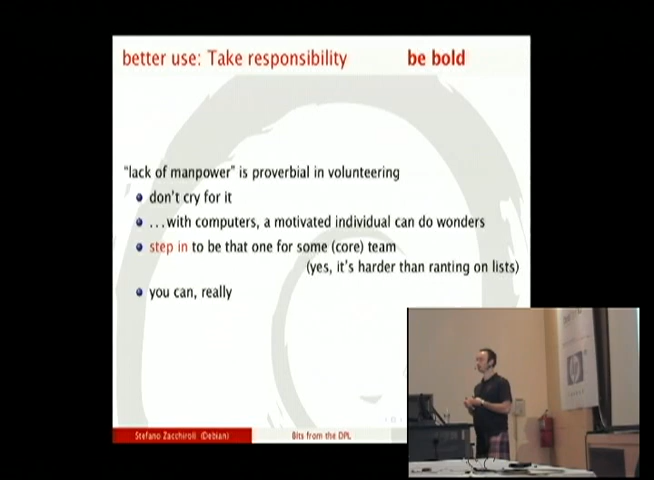 better use: Take responsibility be bold
"lack of manpower" is proverbial in volunteering
don't cry for it
...with computers, a motivated individual can do wonders
step in to be that one for some (core) team
(yes, it's harder than ranting on lists)
you can, really
Stefano Zacchiroli (Debian) Bits from the DPL
hp